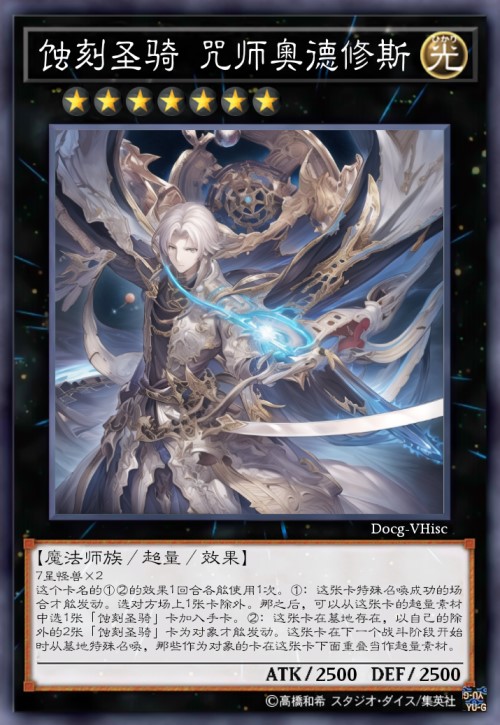 蚀刻圣骑 咒师奥德修斯
ひかり
光
Docg-VHisc
【魔法师族/超量/效果】
7星怪兽×2
这个卡名的①②的效果1回合各能使用1次。①：这张卡特殊召唤成功的场
合才能发动。选对方场上1张卡除外。那之后，可以从这张卡的超量素材
中选1张「蚀刻圣骑」卡加入手卡。②：这张卡在墓地存在，以自己的除
外的2张「蚀刻圣骑」卡为对象才能发动。这张卡在下一个战斗阶段开始
时从墓地特殊召唤，那些作为对象的卡在这张卡下面重叠当作超量素材。
ATK/2500 DEF/2500
©高橋和希 スタジオ・ダイス/集英社